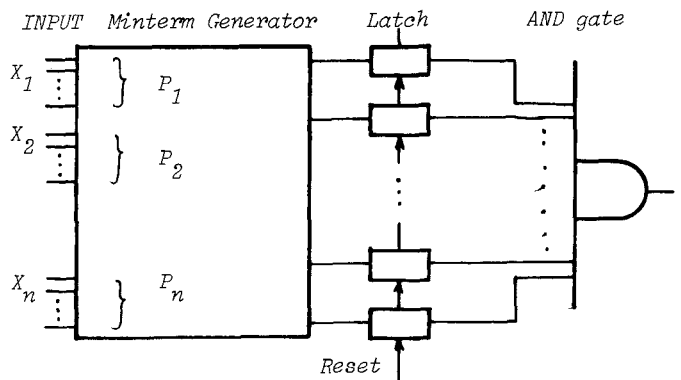 INPUT Minterm Generator Latch AND gate
X1 P1
X2 P2
Xn Pn
Reset